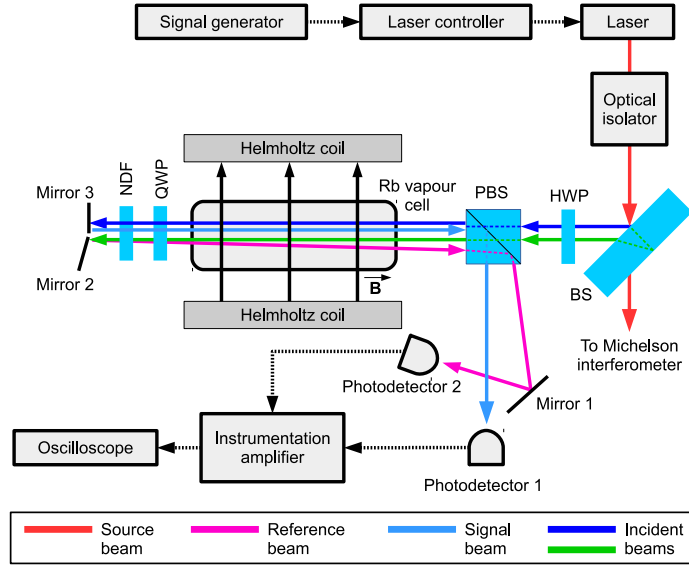 Signal generator
Laser controller
Laser
Optical
isolator
Helmholtz coil
Rb vapour
cell
PBS
HWP
NDF
QWP
Mirror 3
Mirror 2
B
BS
Helmholtz coil
To Michelson
interferometer
Photodetector 2
Mirror 1
Oscilloscope
Instrumentation
amplifier
Photodetector 1
Source
beam
Reference
beam
Signal
beam
Incident
beams